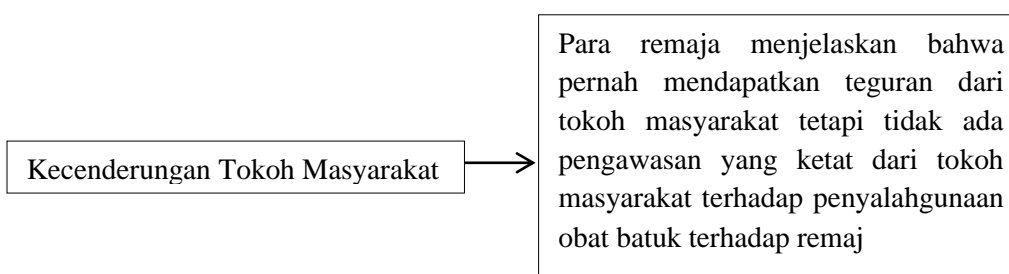 Kecenderungan Tokoh Masyarakat
Para remaja menjelaskan bahwa
pernah mendapatkan teguran dari
tokoh masyarakat tetapi tidak ada
pengawasan yang ketat dari tokoh
masyarakat terhadap penyalahgunaan
obat batuk terhadap remaj